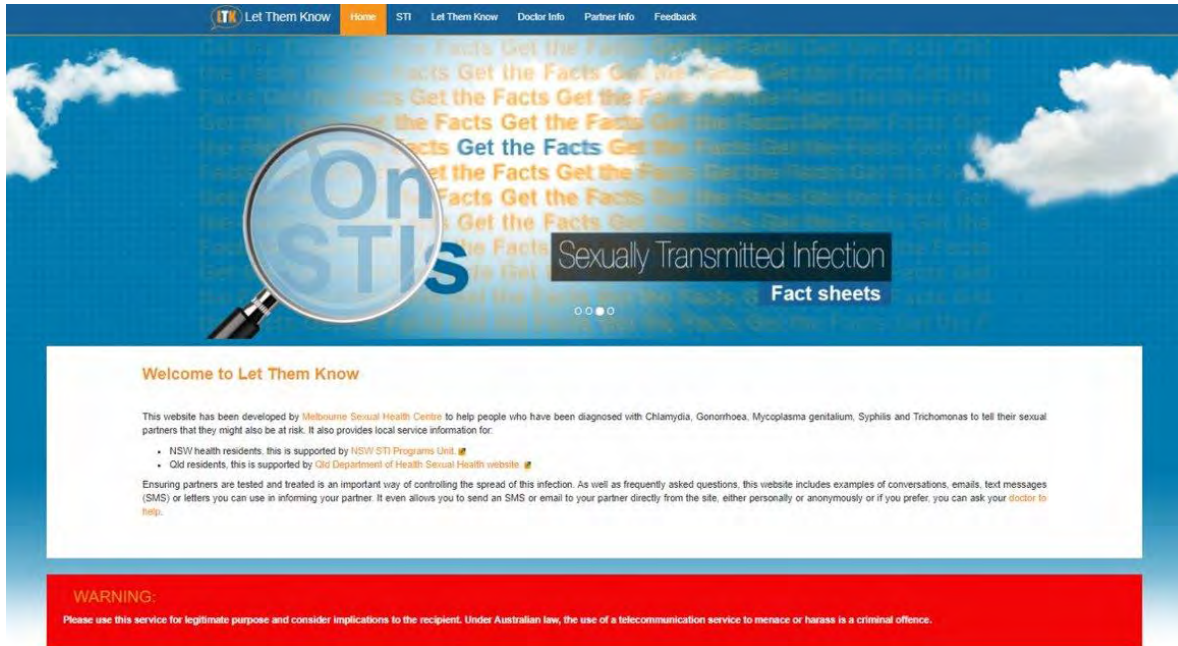 LTK Let Them Know Home STI Let Them Know Doctor Info Partner Info Feedback
Get the Facts
On
STIs
Sexually Transmitted Infection
Fact sheets
Welcome to Let Them Know
This website has been developed by Melbourne Sexual Health Centre to help people who have been diagnosed with Chlamydia, Gonorrhoea, Mycoplasma genitalium, Syphilis and Trichomonas to tell their sexual
partners that they might also be at risk. It also provides local service information for:
• NSW health residents, this is supported by NSW STI Programs Unit.
• Qld residents, this is supported by Qld Department of Health Sexual Health website.
Ensuring partners are tested and treated is an important way of controlling the spread of this infection. As well as frequently asked questions, this website includes examples of conversations, emails, text messages
(SMS) or letters you can use in informing your partner. It even allows you to send an SMS or email to your partner directly from the site, either personally or anonymously or if you prefer, you can ask your doctor to
help.
WARNING:
Please use this service for legitimate purpose and consider implications to the recipient. Under Australian law, the use of a telecommunication service to menace or harass is a criminal offence.